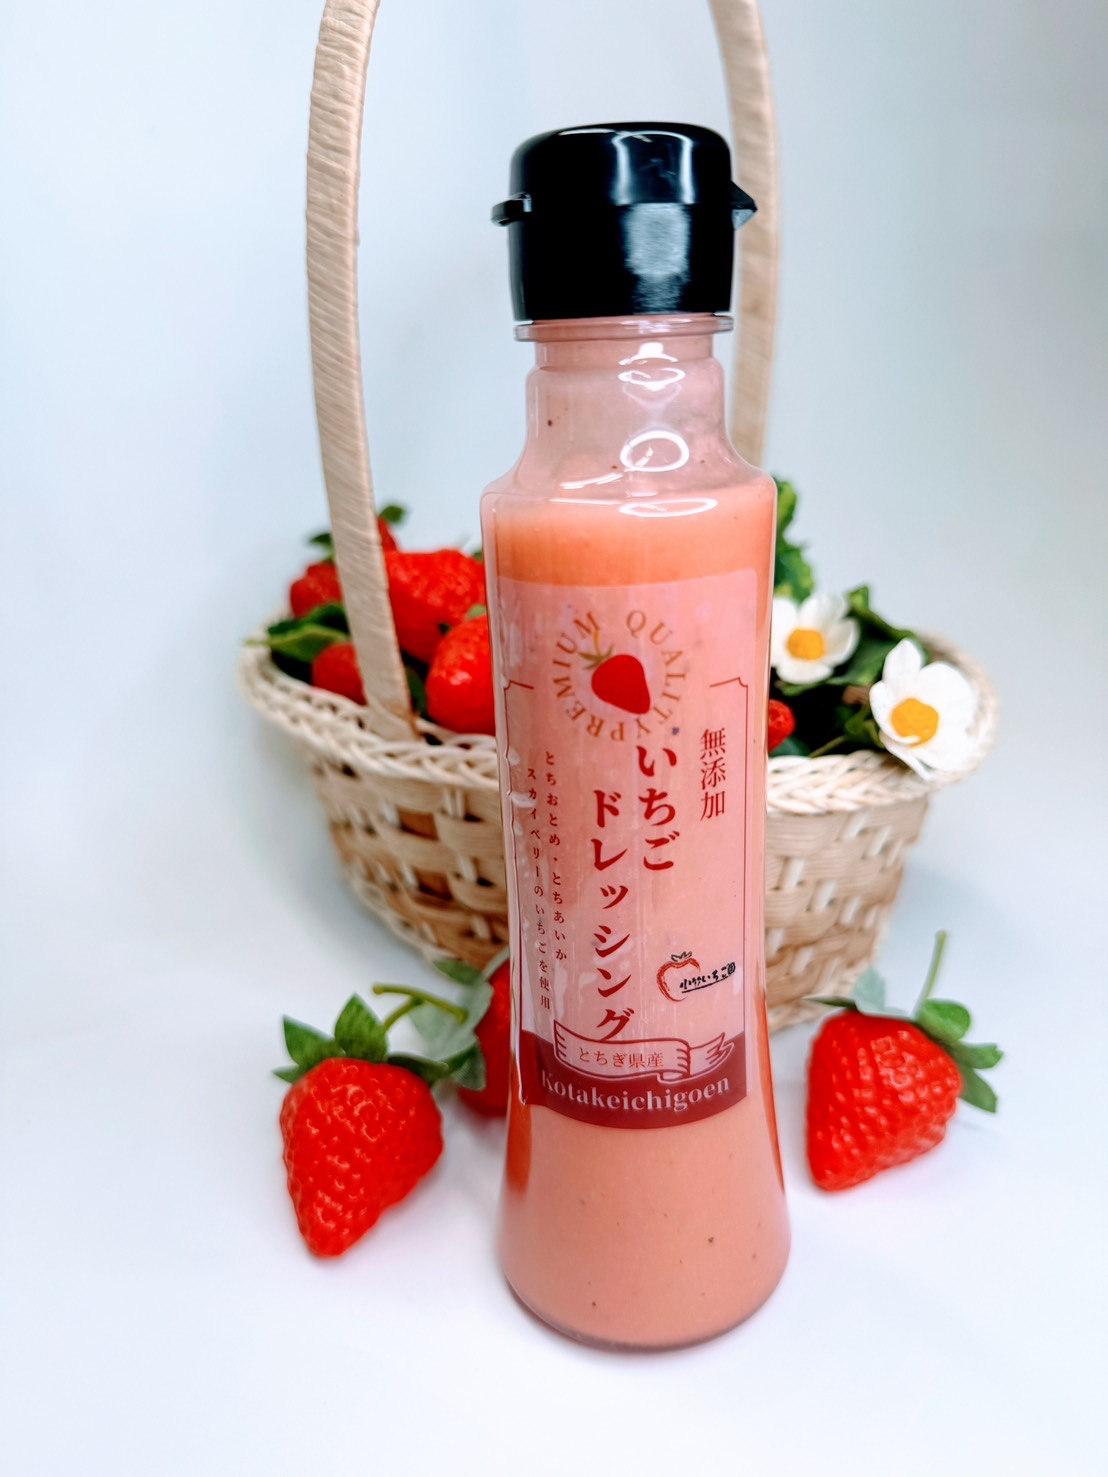 PREMIUM QUALITY
無添加
いちご
ドレッシング
とちおとめ・とちあいか
スカイベリーのいちごを使用
とちぎ県産
Kotakeichigoen